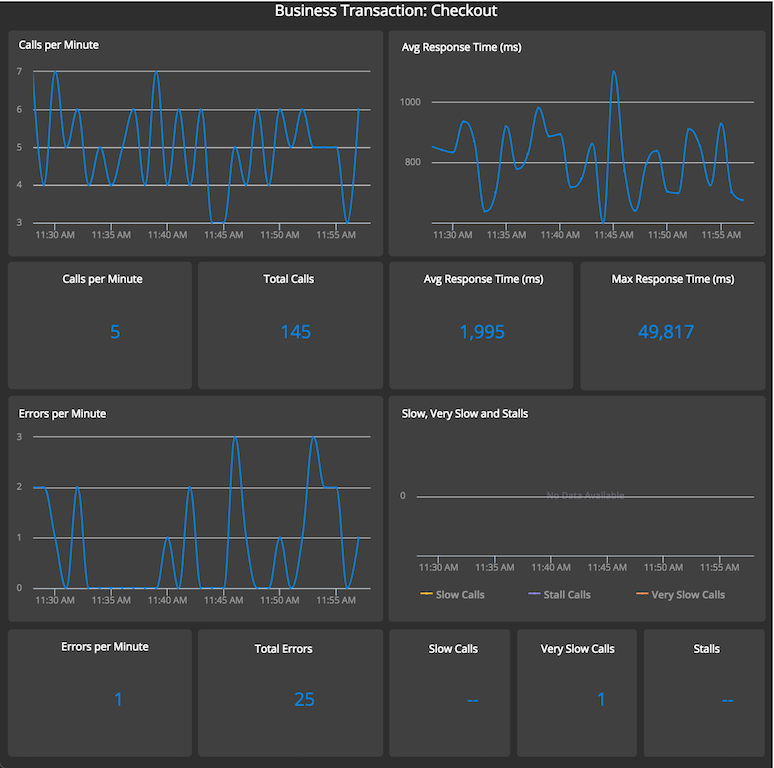 Business Transaction: Checkout
Calls per Minute
7
6
5
4
3
11:30 AM 11:35 AM 11:40 AM 11:45 AM 11:50 AM 11:55 AM
Avg Response Time (ms)
1000
800
11:30 AM 11:35 AM 11:40 AM 11:45 AM 11:50 AM 11:55 AM
Calls per Minute
5
Total Calls
145
Avg Response Time (ms)
1,995
Max Response Time (ms)
49,817
Errors per Minute
3
2
1
0
11:30 AM 11:35 AM 11:40 AM 11:45 AM 11:50 AM 11:55 AM
Slow, Very Slow and Stalls
0
No Data Available
11:30 AM 11:35 AM 11:40 AM 11:45 AM 11:50 AM 11:55 AM
Slow Calls Stall Calls Very Slow Calls
Errors per Minute
1
Total Errors
25
Slow Calls
--
Very Slow Calls
1
Stalls
--